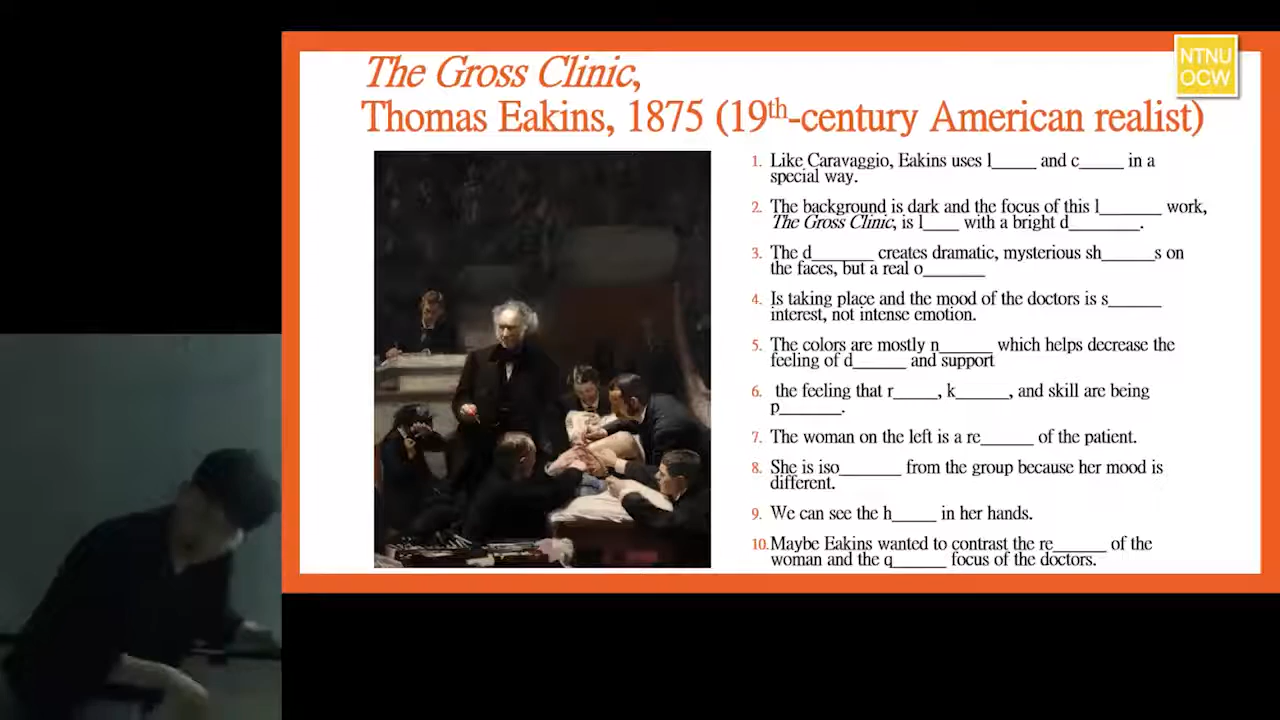 The Gross Clinic,
Thomas Eakins, 1875 (19th-century American realist)
NTNU
OCW
1. Like Caravaggio, Eakins uses l_____ and c_____ in a
special way.
2. The background is dark and the focus of this l_______ work,
The Gross Clinic, is l____ with a bright d________.
3. The d_______ creates dramatic, mysterious sh______s on
the faces, but a real o_______
4. Is taking place and the mood of the doctors is s______
interest, not intense emotion.
5. The colors are mostly n______ which helps decrease the
feeling of d______ and support
6. the feeling that r_____, k______, and skill are being
p_______.
7. The woman on the left is a re______ of the patient.
8. She is iso_______ from the group because her mood is
different.
9. We can see the h_____ in her hands.
10. Maybe Eakins wanted to contrast the re______ of the
woman and the q______ focus of the doctors.